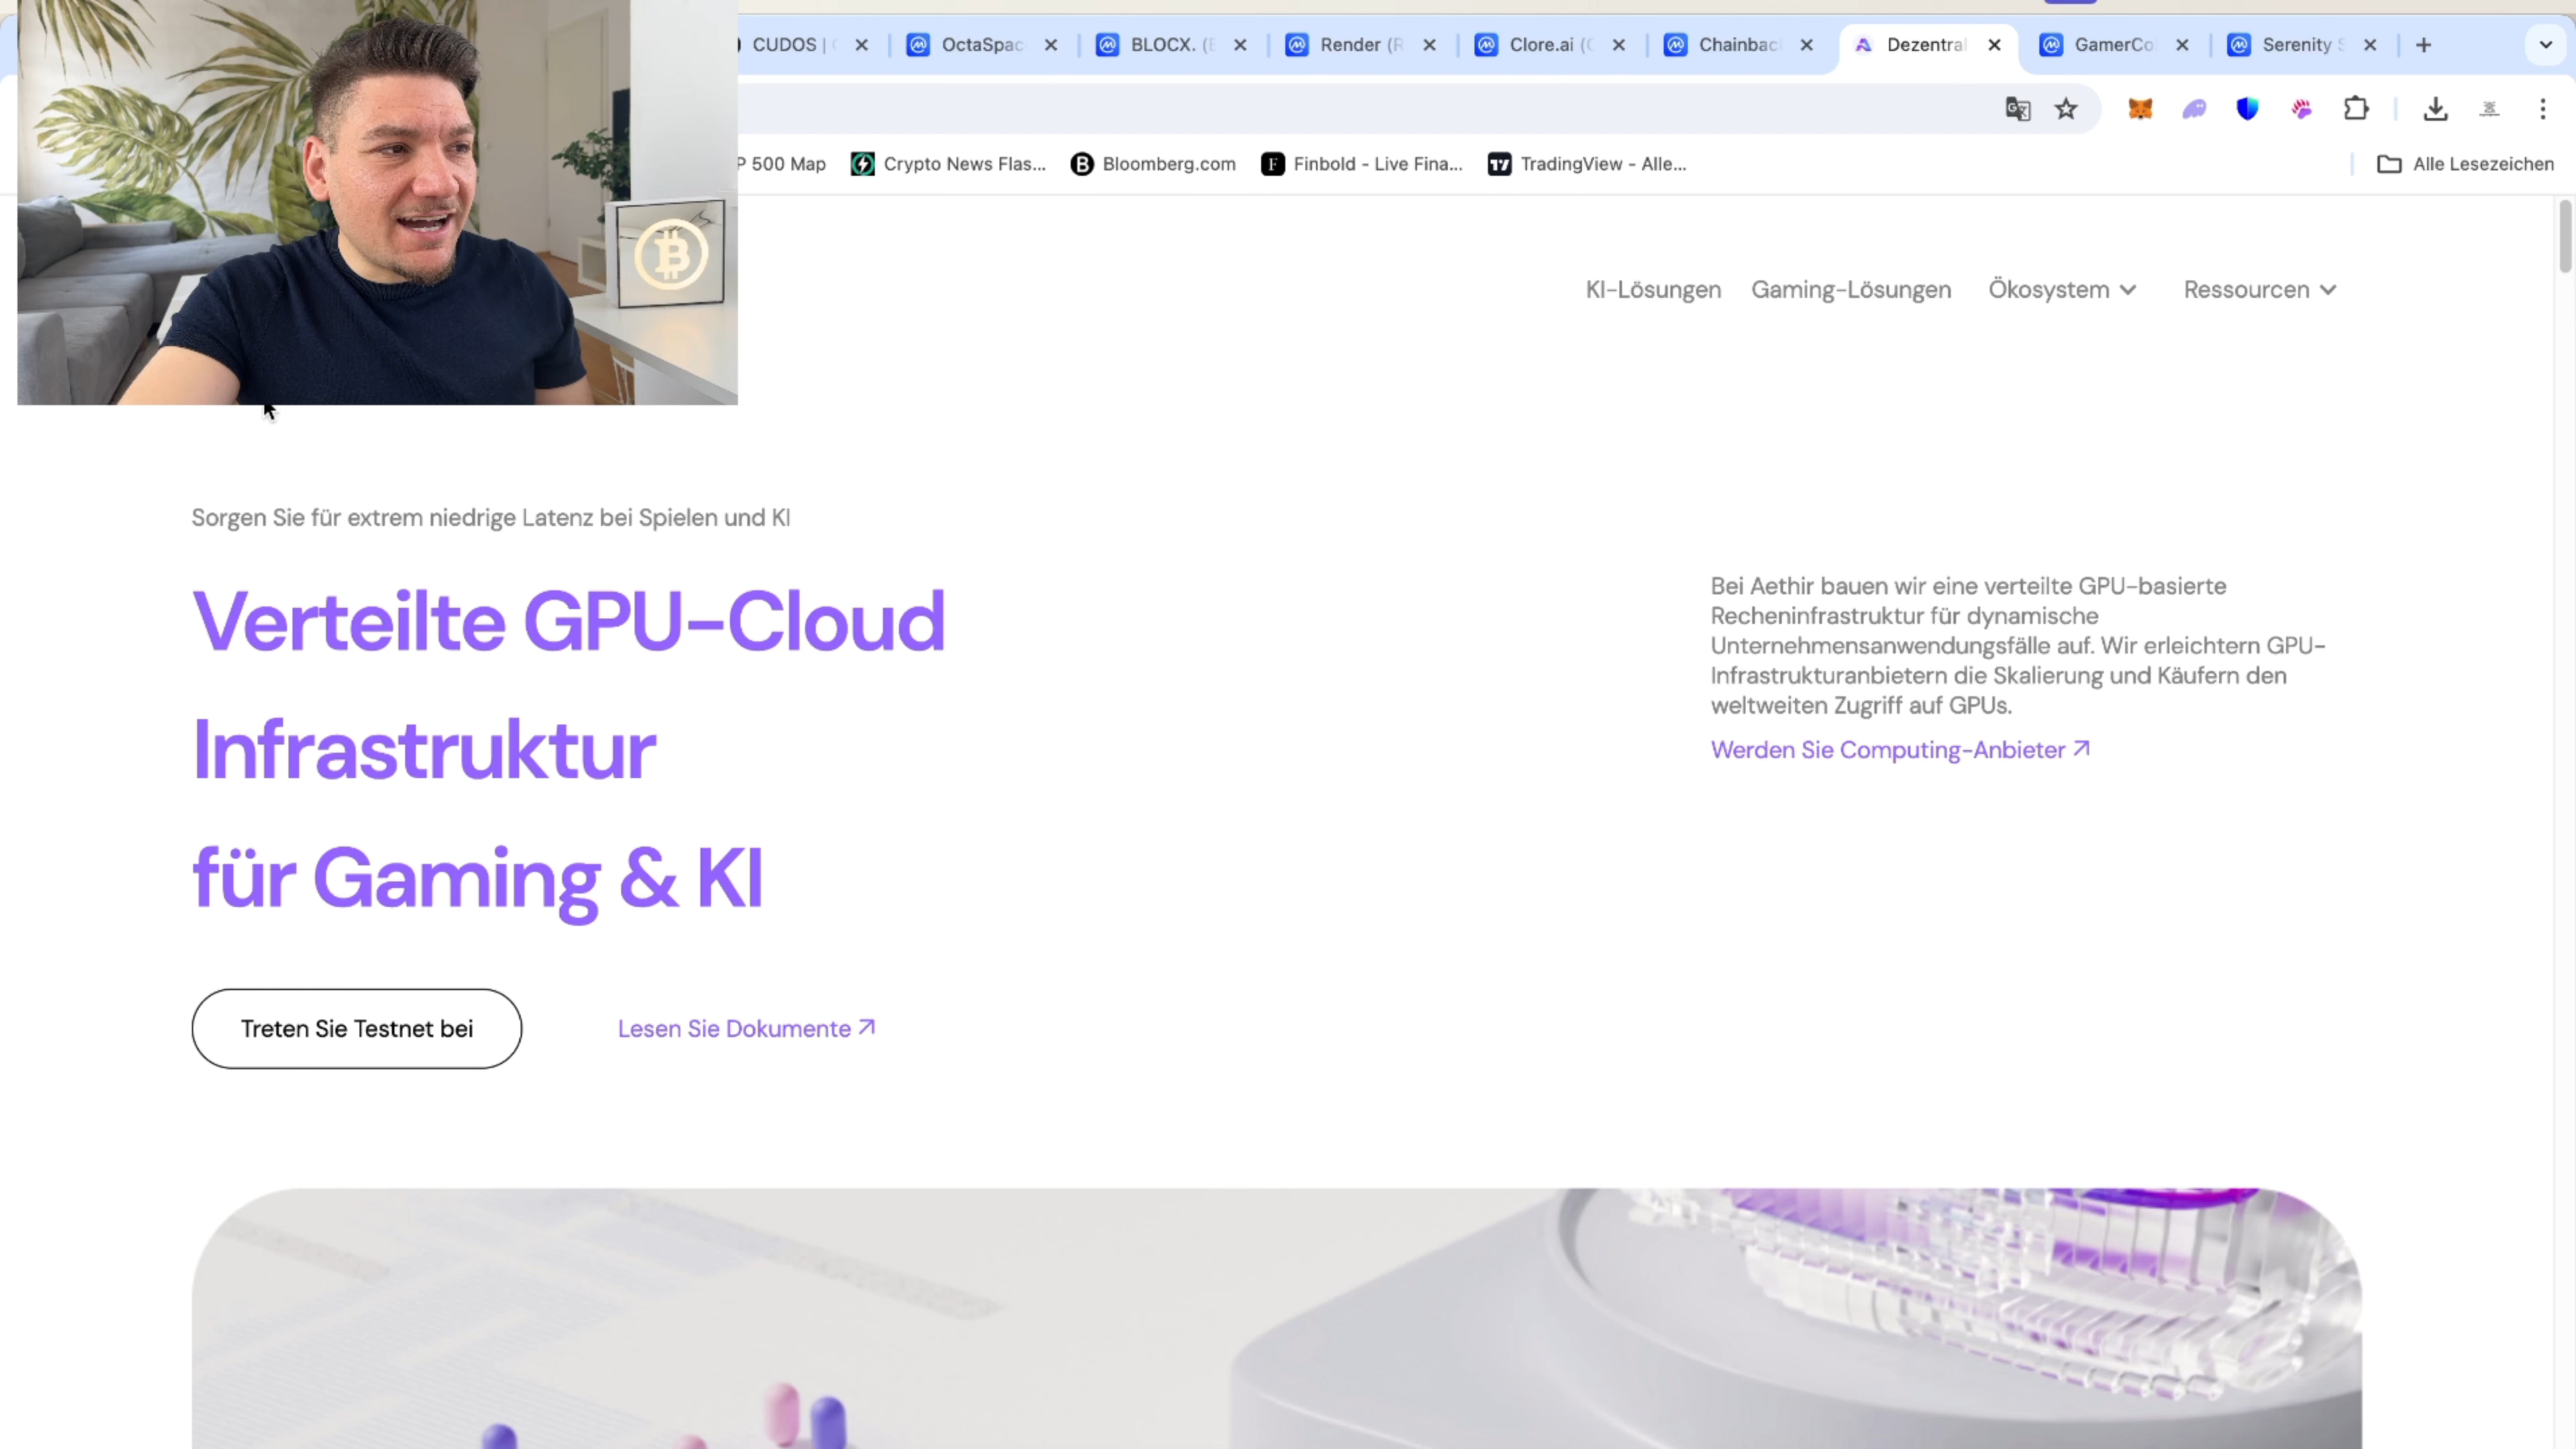 CUDOS |
OctaSpac
BLOCX. (
Render (R
Clore.ai (
Chainbac
Dezentral
GamerCo
Serenity S
P 500 Map
Crypto News Flas...
Bloomberg.com
Finbold - Live Fina...
TradingView - Alle...
Alle Lesezeichen
KI-Lösungen
Gaming-Lösungen
Ökosystem
Ressourcen
Sorgen Sie für extrem niedrige Latenz bei Spielen und KI
Verteilte GPU-Cloud
Infrastruktur
für Gaming & KI
Bei Aethir bauen wir eine verteilte GPU-basierte
Recheninfrastruktur für dynamische
Unternehmensanwendungsfälle auf. Wir erleichtern GPU-
Infrastrukturanbietern die Skalierung und Käufern den
weltweiten Zugriff auf GPUs.
Werden Sie Computing-Anbieter
Treten Sie Testnet bei
Lesen Sie Dokumente